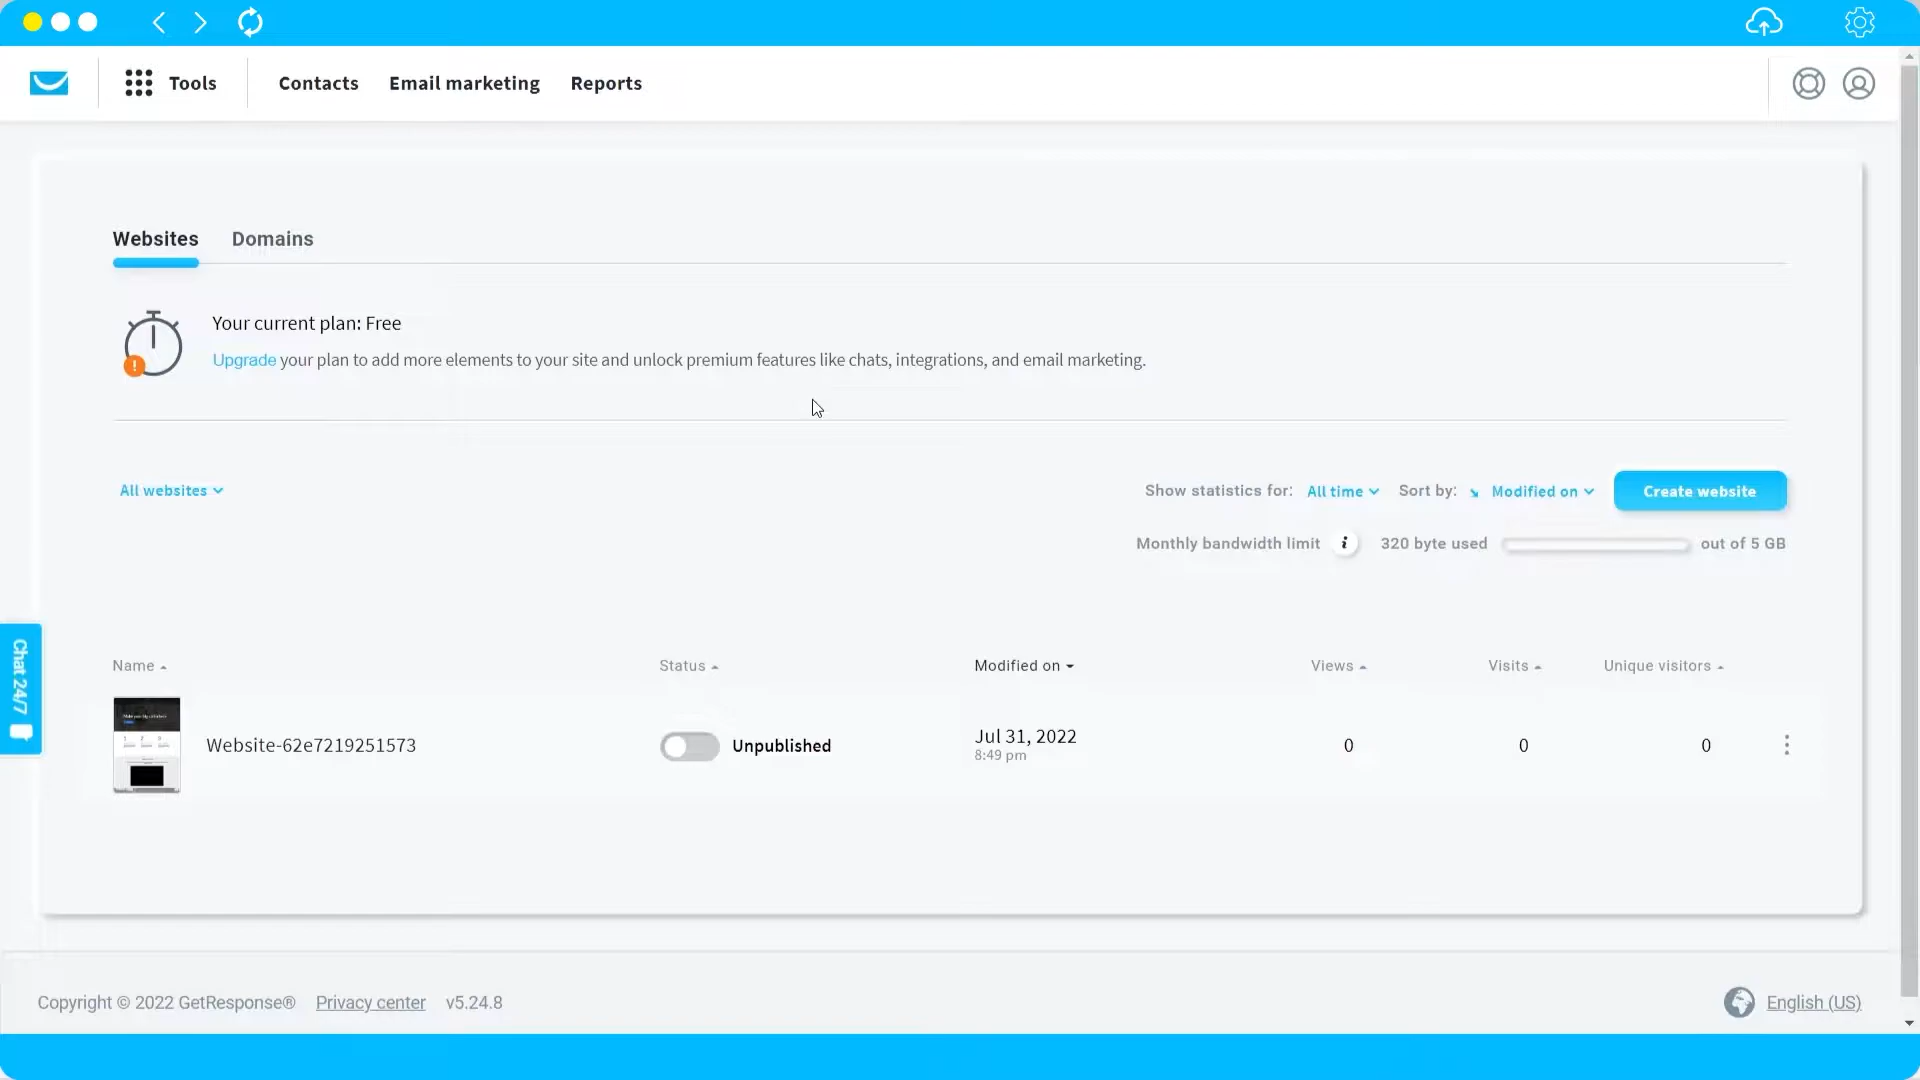 Tools
Contacts
Email marketing
Reports
Websites
Domains
Your current plan: Free
Upgrade your plan to add more elements to your site and unlock premium features like chats, integrations, and email marketing.
All websites
Show statistics for: All time
Sort by: Modified on
Create website
Monthly bandwidth limit i 320 byte used out of 5 GB
Chat 24/7
Name
Status
Modified on
Views
Visits
Unique visitors
Website-62e7219251573
Unpublished
Jul 31, 2022
8:49 pm
0
0
0
Copyright © 2022 GetResponse® Privacy center v5.24.8
English (US)